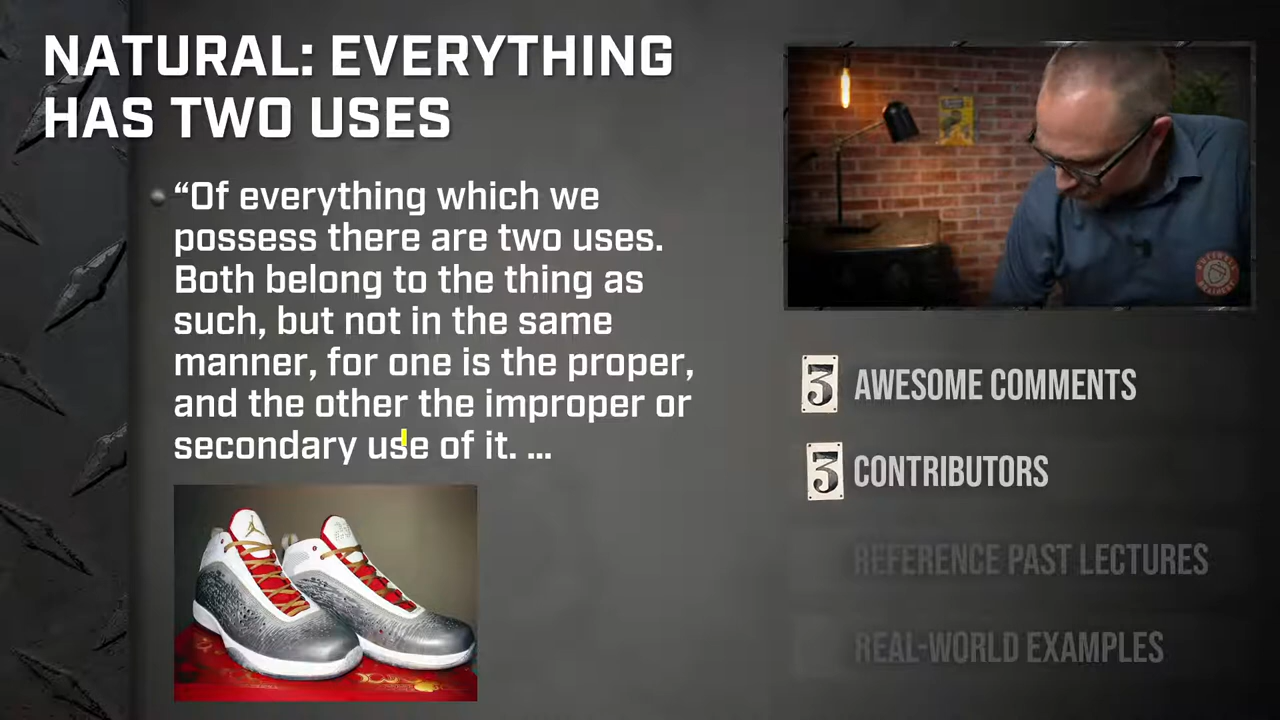 NATURAL: EVERYTHING
HAS TWO USES
“Of everything which we
possess there are two uses.
Both belong to the thing as
such, but not in the same
manner, for one is the proper,
and the other the improper or
secondary use of it. ...
3 AWESOME COMMENTS
3 CONTRIBUTORS
REFERENCE PAST LECTURES
REAL-WORLD EXAMPLES